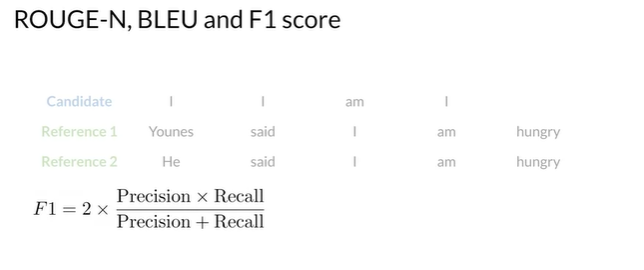 ROUGE-N, BLEU and F1 score
Candidate I I am I
Reference 1 Younes said I am hungry
Reference 2 He said I am hungry
F1 = 2 × Precision × Recall / Precision + Recall